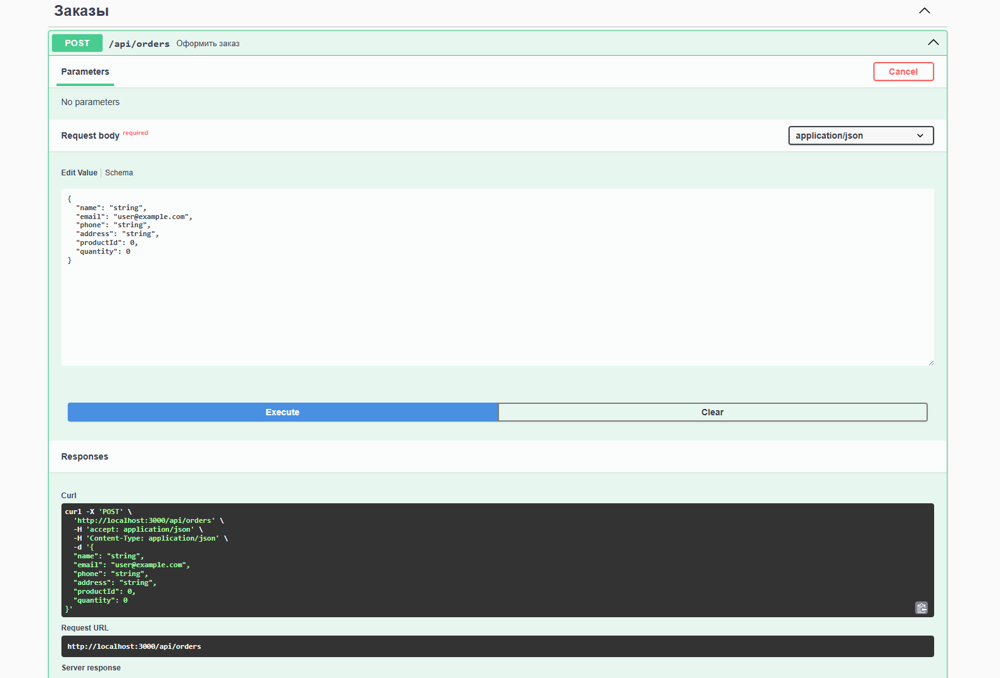 Заказы
POST /api/orders Оформить заказ
Parameters
Cancel
No parameters
Request body required
application/json
Edit Value Schema
{
  "name": "string",
  "email": "user@example.com",
  "phone": "string",
  "address": "string",
  "productId": 0,
  "quantity": 0
}
Execute
Clear
Responses
Curl
curl -X 'POST' \
  'http://localhost:3000/api/orders' \
  -H 'accept: application/json' \
  -H 'Content-Type: application/json' \
  -d '{
  "name": "string",
  "email": "user@example.com",
  "phone": "string",
  "address": "string",
  "productId": 0,
  "quantity": 0
}'
Request URL
http://localhost:3000/api/orders
Server response